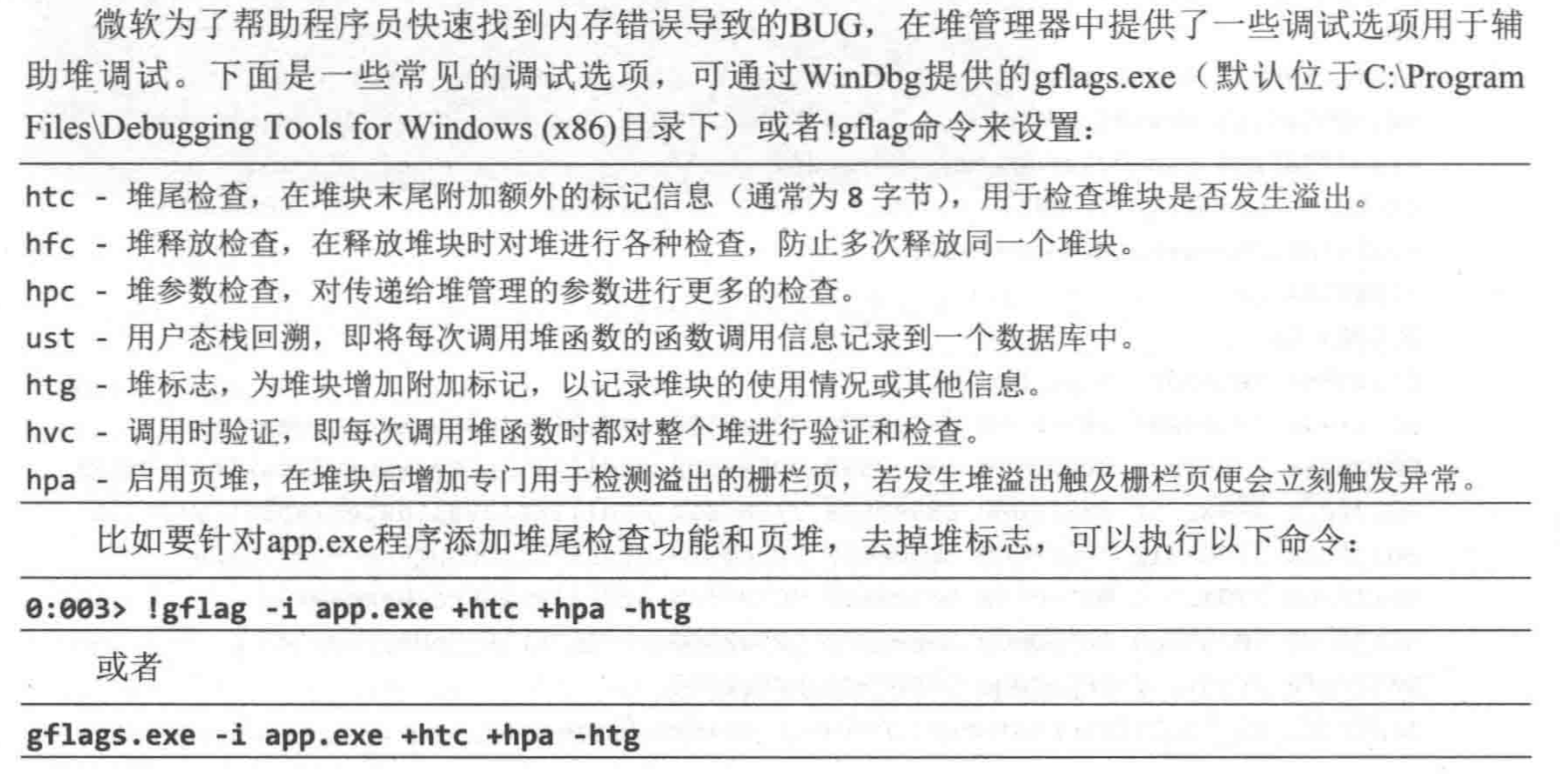 微软为了帮助程序员快速找到内存错误导致的BUG，在堆管理器中提供了一些调试选项用于辅
助堆调试。下面是一些常见的调试选项，可通过WinDbg提供的gflags.exe（默认位于C:\Program
Files\Debugging Tools for Windows (x86)目录下）或者!gflag命令来设置：
htc - 堆尾检查，在堆块末尾附加额外的标记信息（通常为 8 字节），用于检查堆块是否发生溢出。
hfc - 堆释放检查，在释放堆块时对堆进行各种检查，防止多次释放同一个堆块。
hpc - 堆参数检查，对传递给堆管理的参数进行更多的检查。
ust - 用户态栈回溯，即将每次调用堆函数的函数调用信息记录到一个数据库中。
htg - 堆标志，为堆块增加附加标记，以记录堆块的使用情况或其他信息。
hvc - 调用时验证，即每次调用堆函数时都对整个堆进行验证和检查。
hpa - 启用页堆，在堆块后增加专门用于检测溢出的栅栏页，若发生堆溢出触及栅栏页便会立刻触发异常。
比如要针对app.exe程序添加堆尾检查功能和页堆，去掉堆标志，可以执行以下命令：
0:003> !gflag -i app.exe +htc +hpa -htg
或者
gflags.exe -i app.exe +htc +hpa -htg